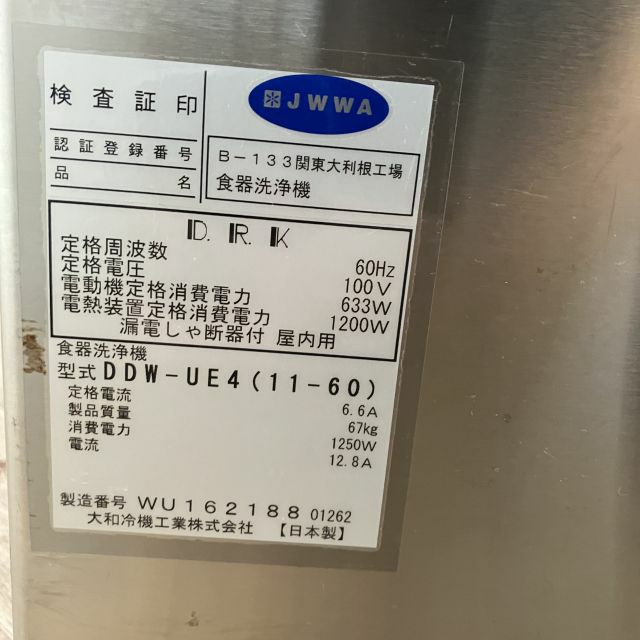 検査証印
JWWA
認証登録番号
B－133関東大利根工場
品名
食器洗浄機
D. R. K
定格周波数 60Hz
定格電圧 100V
電動機定格消費電力 633W
電熱装置定格消費電力 1200W
漏電しゃ断器付 屋内用
食器洗浄機
型式 DDW-UE4(11-60)
定格電流 6.6A
製品質量 67kg
消費電力 1250W
電流 12.8A
製造番号 WU162188 01262
大和冷機工業株式会社 【日本製】